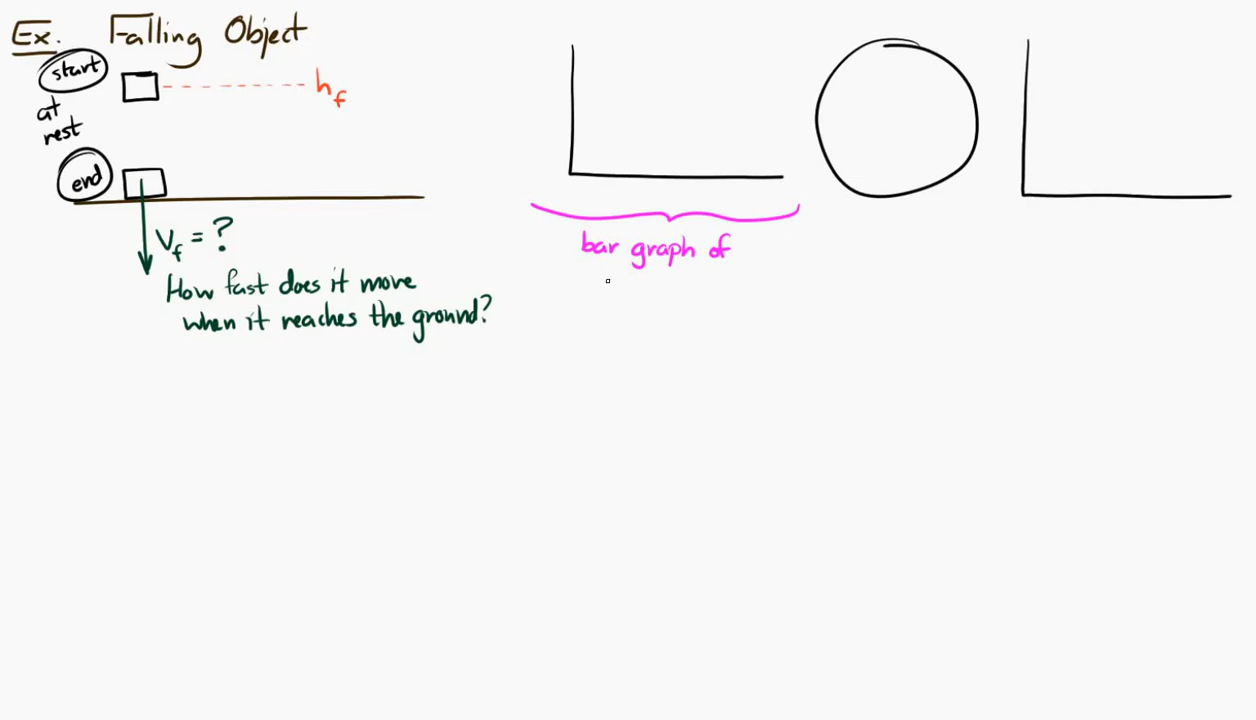 Ex. Falling Object
start
at
rest
h_f
end
v_f = ?
How fast does it move
when it reaches the ground?
bar graph of